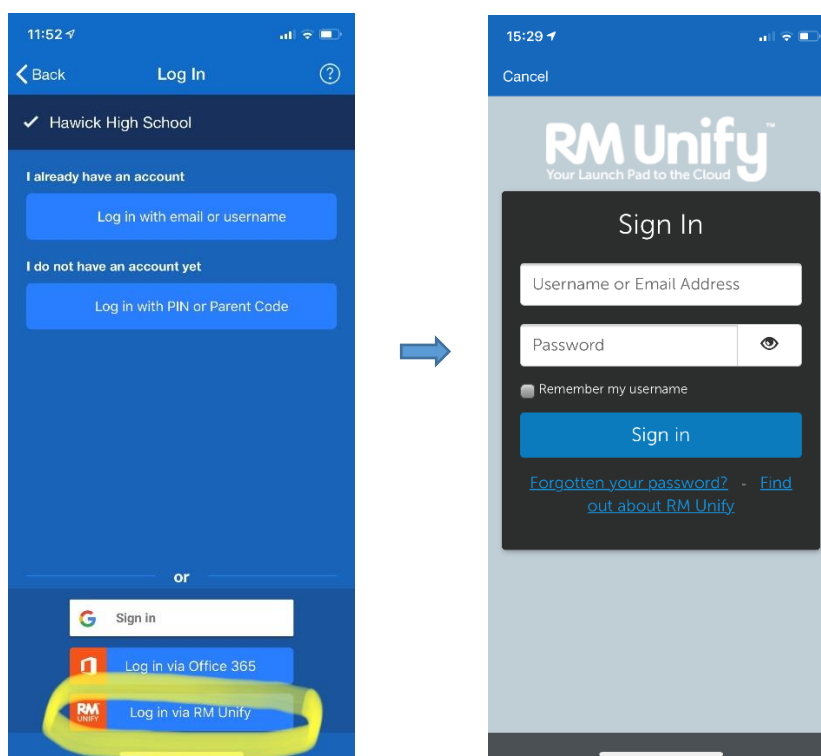 11:52
Back
Log In
?
Hawick High School
I already have an account
Log in with email or username
I do not have an account yet
Log in with PIN or Parent Code
or
G Sign in
Log in via Office 365
RM UNIFY
Log in via RM Unify
15:29
Cancel
RM Unify™
Your Launch Pad to the Cloud
Sign In
Username or Email Address
Password
Remember my username
Sign in
Forgotten your password? - Find
out about RM Unify